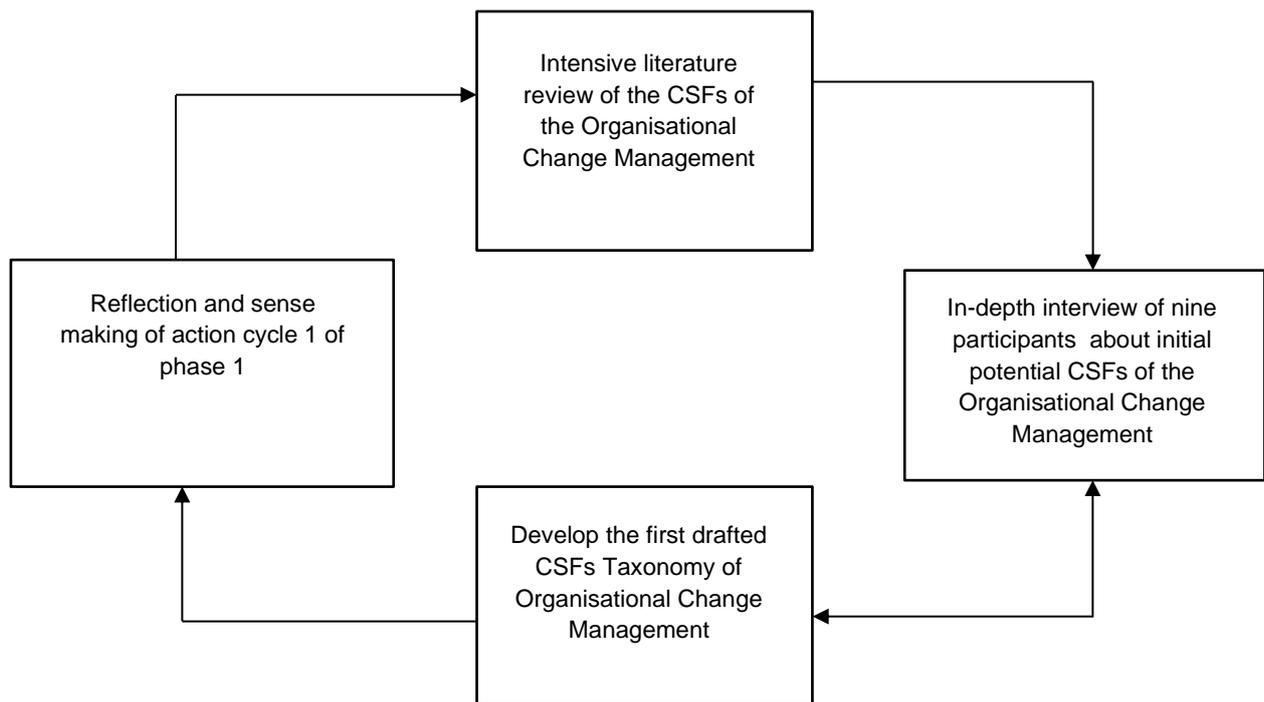 Intensive literature
review of the CSFs of
the Organisational
Change Management
Reflection and sense
making of action cycle 1 of
phase 1
In-depth interview of nine
participants  about initial
potential CSFs of the
Organisational Change
Management
Develop the first drafted
CSFs Taxonomy of
Organisational Change
Management